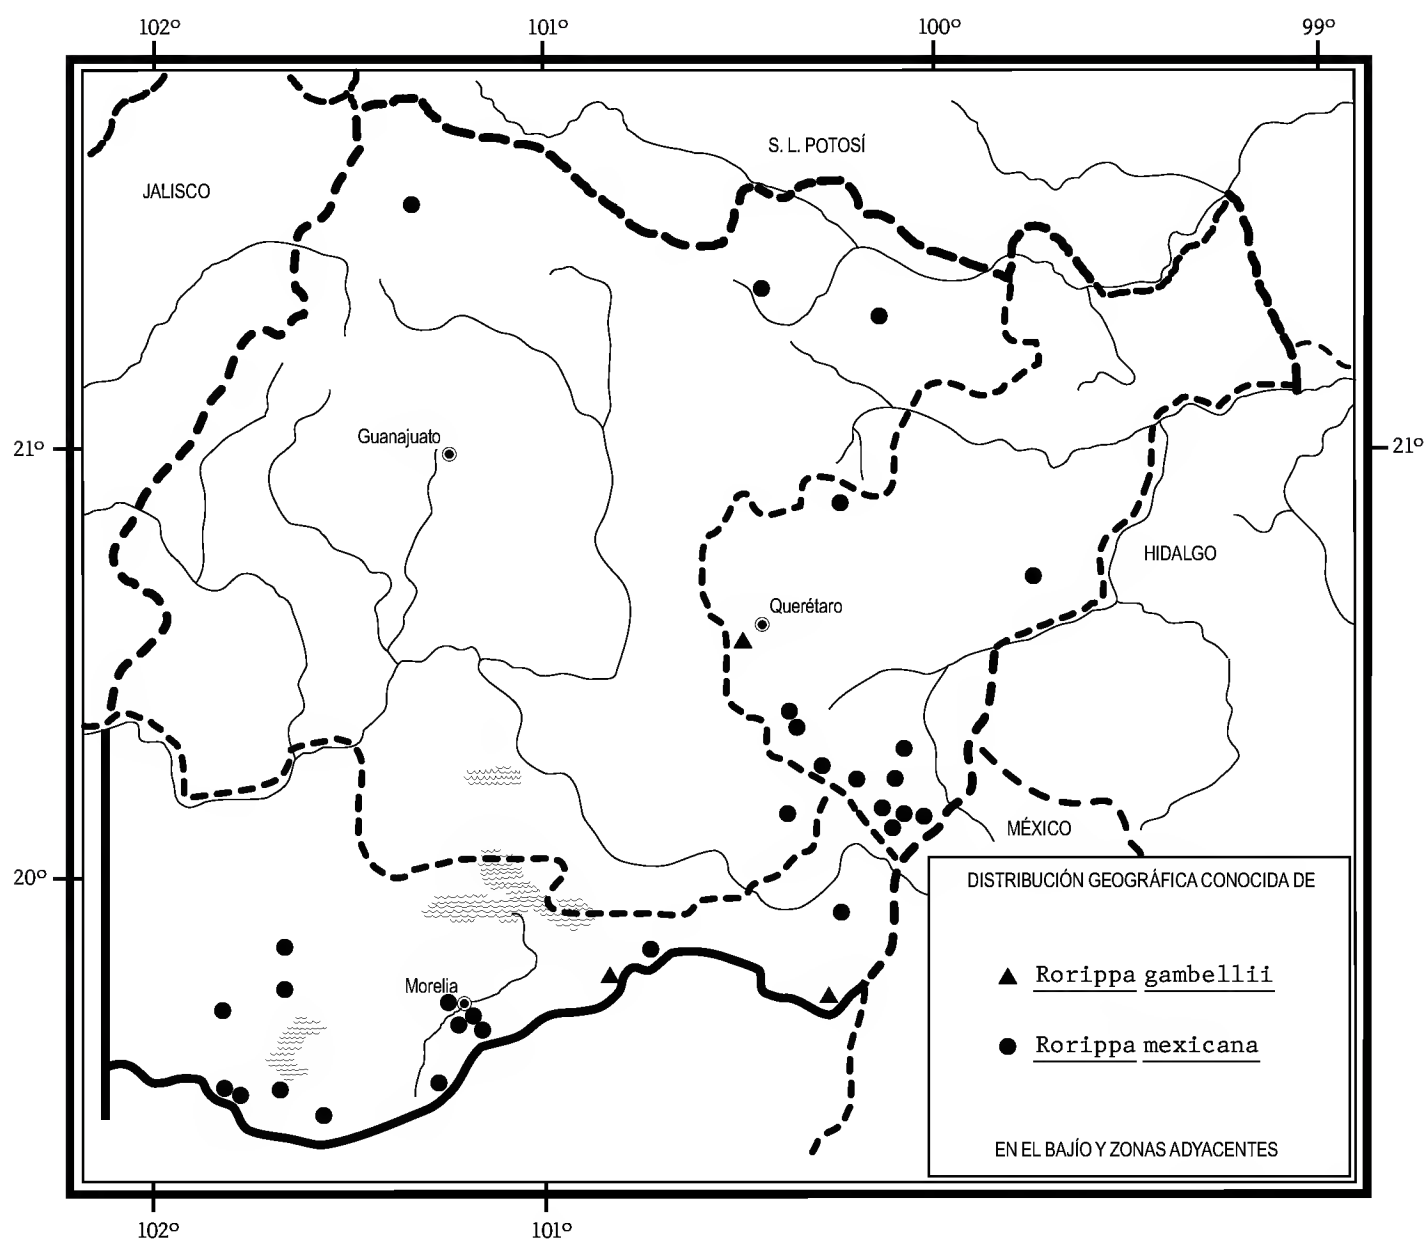 102º 101º 100º 99º
S. L. POTOSÍ
JALISCO
Guanajuato
21º 21º
HIDALGO
Querétaro
MÉXICO
20º
DISTRIBUCIÓN GEOGRÁFICA CONOCIDA DE
Rorippa gambellii
Morelia
Rorippa mexicana
EN EL BAJÍO Y ZONAS ADYACENTES
102º 101º